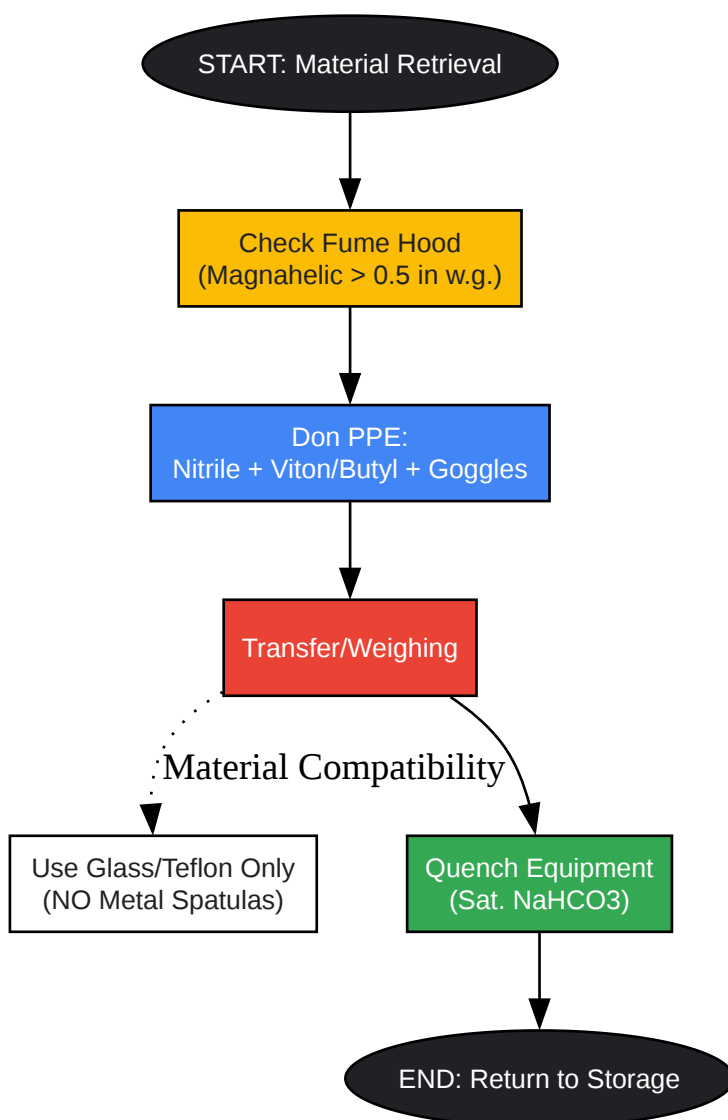 START: Material Retrieval
Check Fume Hood
(Magnahelic > 0.5 in w.g.)
Don PPE:
Nitrile + Viton/Butyl + Goggles
Transfer/Weighing
Material Compatibility
Use Glass/Teflon Only
(NO Metal Spatulas)
Quench Equipment
(Sat. NaHCO3)
END: Return to Storage